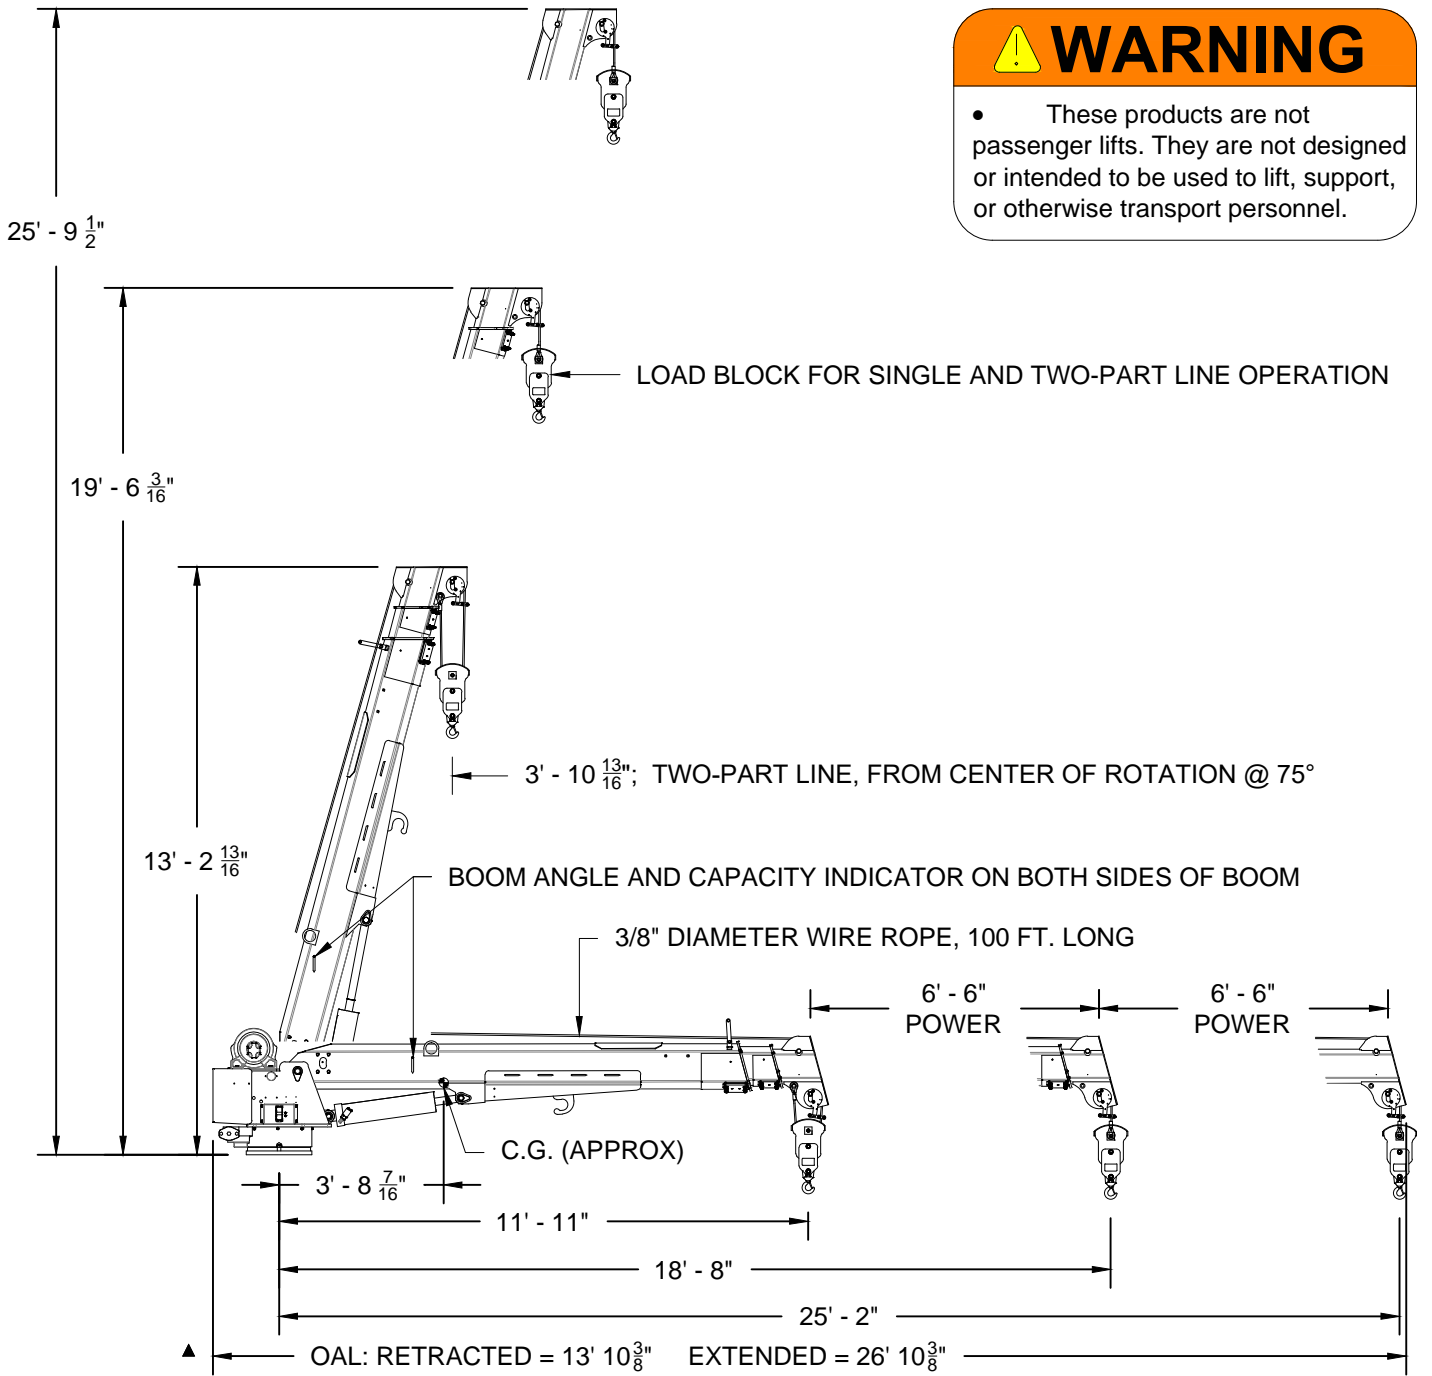 WARNING
• These products are not
passenger lifts. They are not designed
or intended to be used to lift, support,
or otherwise transport personnel.
25' - 9 1/2"
LOAD BLOCK FOR SINGLE AND TWO-PART LINE OPERATION
19' - 6 3/16"
3' - 10 13/16"; TWO-PART LINE, FROM CENTER OF ROTATION @ 75°
13' - 2 13/16"
BOOM ANGLE AND CAPACITY INDICATOR ON BOTH SIDES OF BOOM
3/8" DIAMETER WIRE ROPE, 100 FT. LONG
6' - 6"
POWER
6' - 6"
POWER
C.G. (APPROX)
3' - 8 7/16"
11' - 11"
18' - 8"
25' - 2"
▲ OAL: RETRACTED = 13' 10 3/8" EXTENDED = 26' 10 3/8"